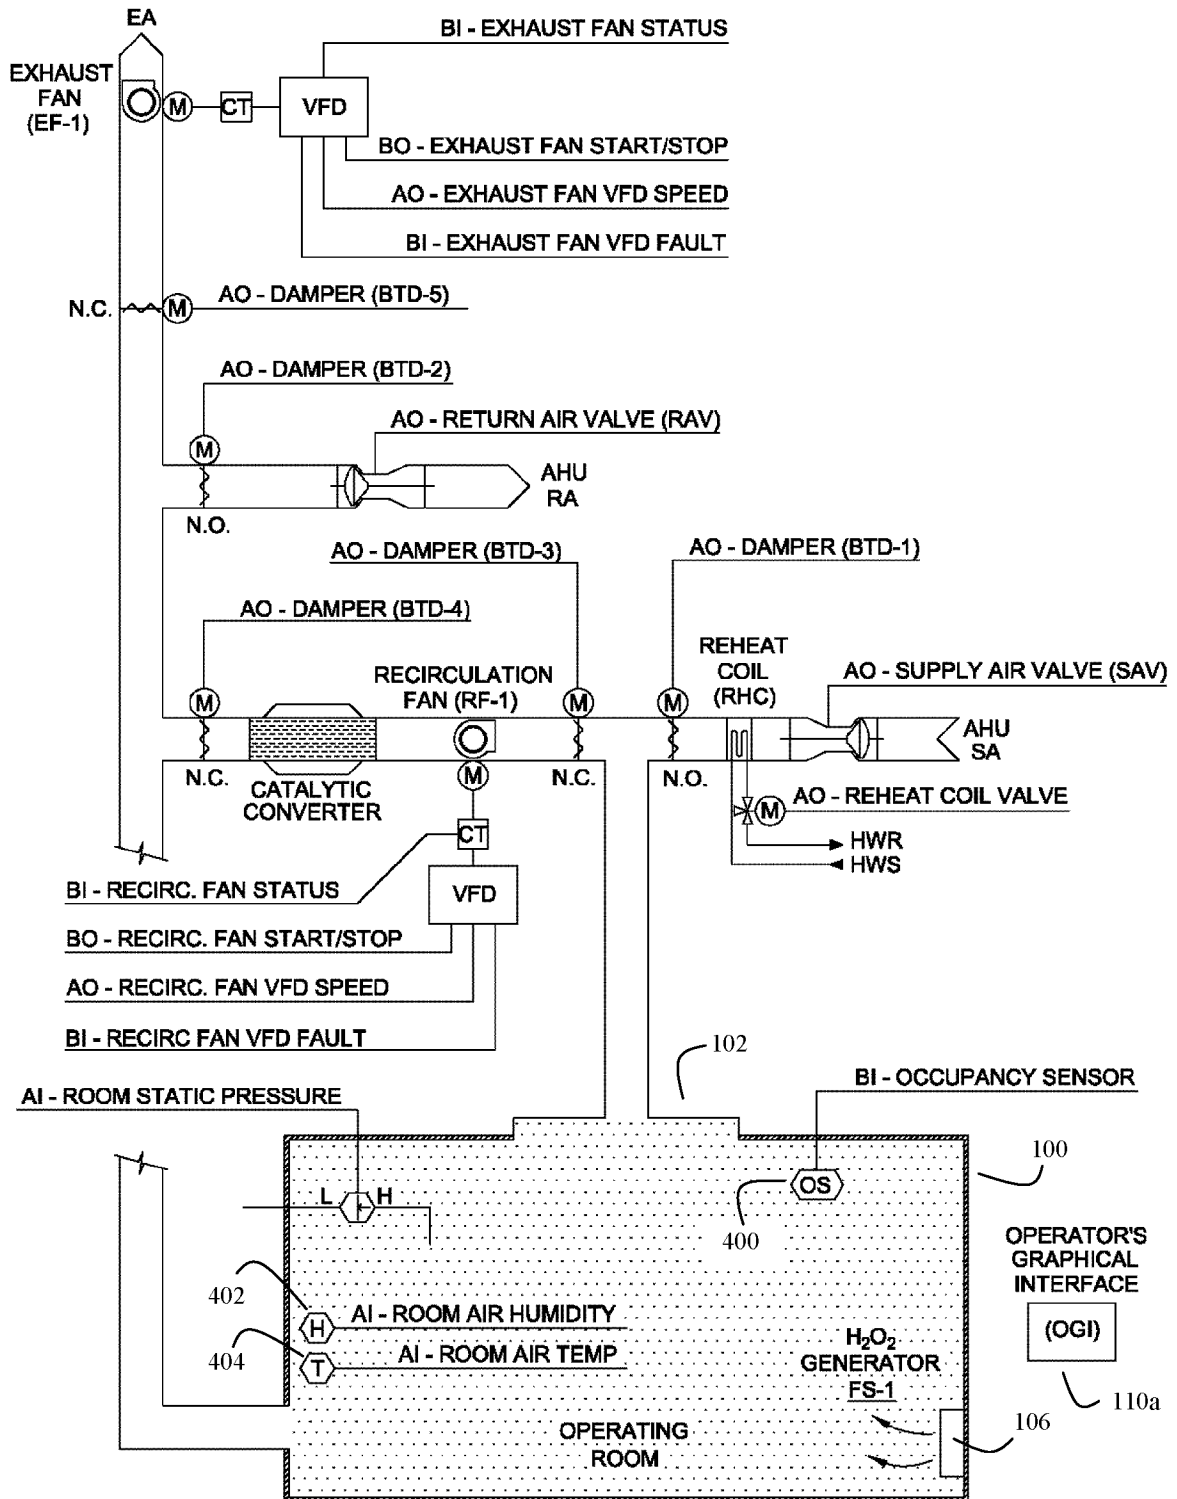 EA
BI - EXHAUST FAN STATUS
EXHAUST
FAN
(EF-1)
M
CT
VFD
BO - EXHAUST FAN START/STOP
AO - EXHAUST FAN VFD SPEED
BI - EXHAUST FAN VFD FAULT
N.C.
M
AO - DAMPER (BTD-5)
AO - DAMPER (BTD-2)
AO - RETURN AIR VALVE (RAV)
M
AHU
RA
N.O.
AO - DAMPER (BTD-3)
AO - DAMPER (BTD-1)
AO - DAMPER (BTD-4)
REHEAT
COIL
(RHC)
RECIRCULATION
FAN (RF-1)
AO - SUPPLY AIR VALVE (SAV)
M
M
M
AHU
SA
N.C.
CATALYTIC
CONVERTER
M
N.C.
N.O.
M
AO - REHEAT COIL VALVE
HWR
HWS
CT
BI - RECIRC. FAN STATUS
VFD
BO - RECIRC. FAN START/STOP
AO - RECIRC. FAN VFD SPEED
BI - RECIRC FAN VFD FAULT
102
AI - ROOM STATIC PRESSURE
BI - OCCUPANCY SENSOR
100
L
H
OS
400
OPERATOR'S
GRAPHICAL
INTERFACE
(OGI)
110a
402
H
AI - ROOM AIR HUMIDITY
404
T
AI - ROOM AIR TEMP
H₂O₂
GENERATOR
FS-1
106
OPERATING
ROOM